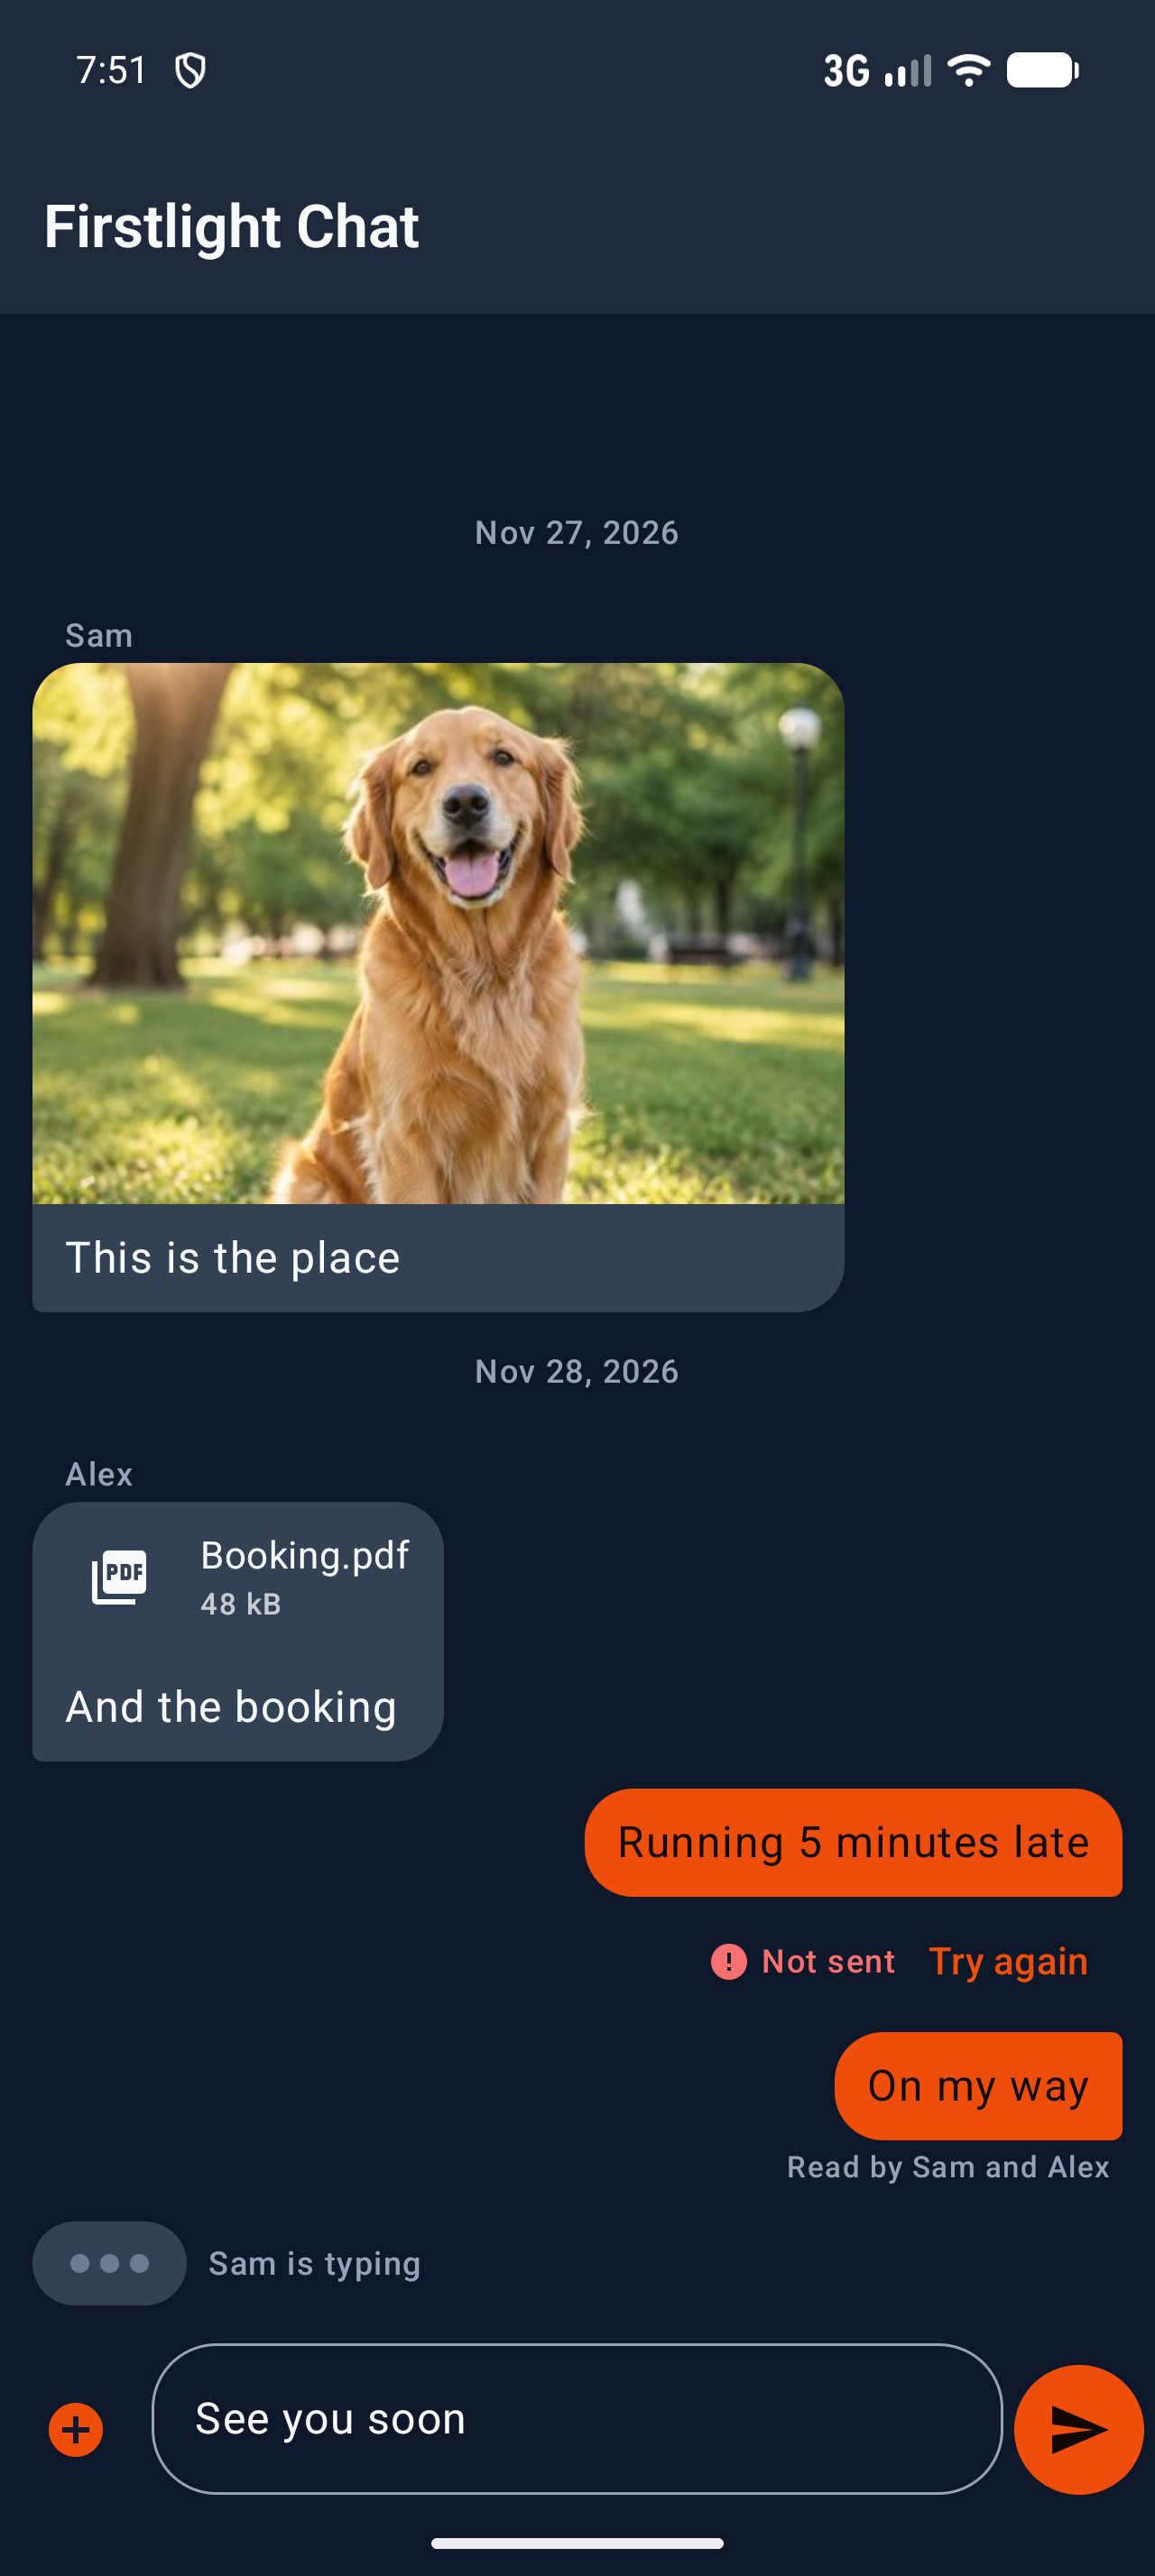 7:51
3G
Firstlight Chat
Nov 27, 2026
Sam
This is the place
Nov 28, 2026
Alex
PDF
Booking.pdf
48 kB
And the booking
Running 5 minutes late
Not sent Try again
On my way
Read by Sam and Alex
Sam is typing
See you soon